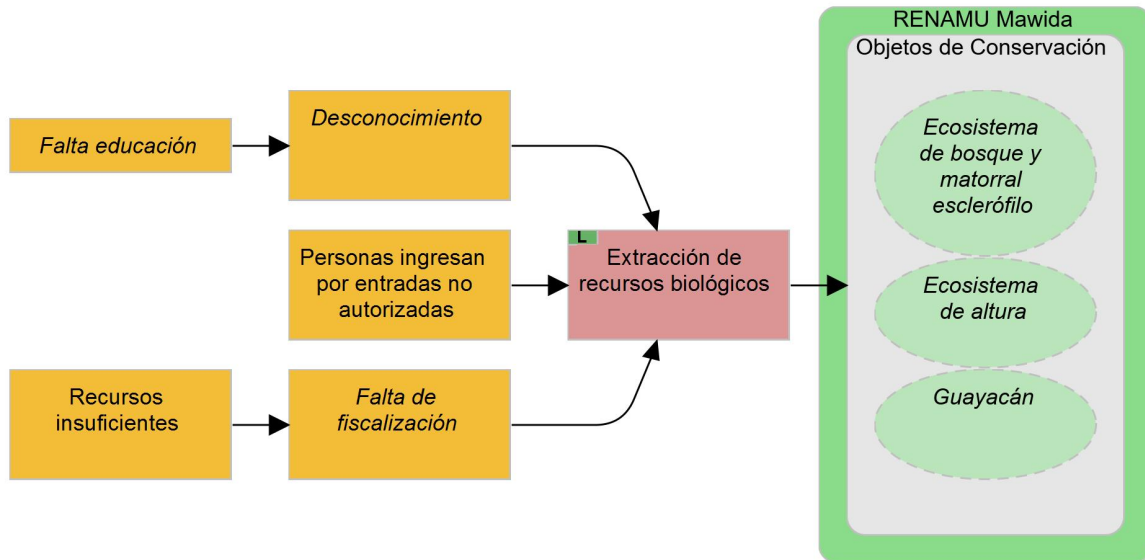 RENAMU Mawida
Objetos de Conservación
Falta educación
Desconocimiento
Personas ingresan
por entradas no
autorizadas
Recursos
insuficientes
Falta de
fiscalización
L
Extracción de
recursos biológicos
Ecosistema
de bosque y
matorral
esclerófilo
Ecosistema
de altura
Guayacán